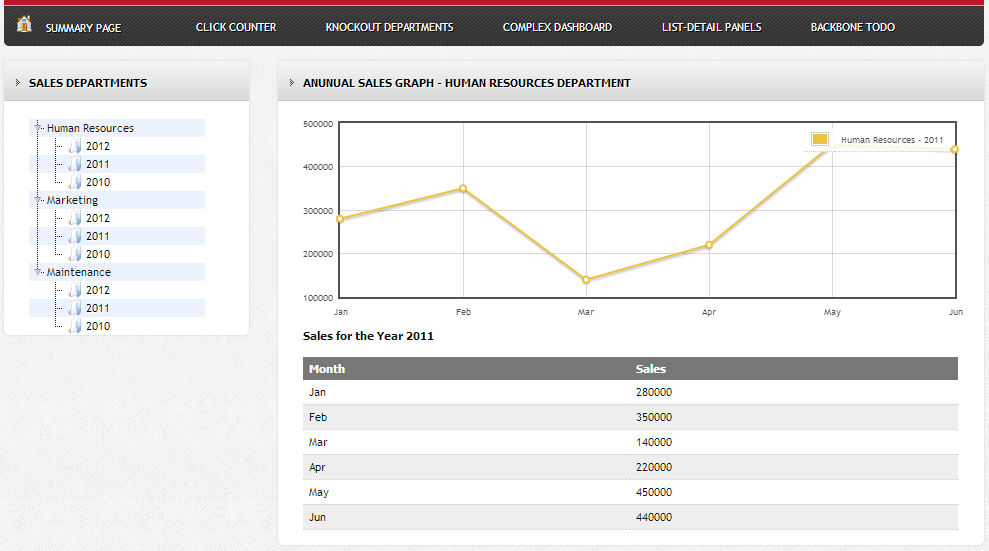 SUMMARY PAGE CLICK COUNTER KNOCKOUT DEPARTMENTS COMPLEX DASHBOARD LIST-DETAIL PANELS BACKBONE TODO
SALES DEPARTMENTS
Human Resources
2012
2011
2010
Marketing
2012
2011
2010
Maintenance
2012
2011
2010
ANUNUAL SALES GRAPH - HUMAN RESOURCES DEPARTMENT
500000
400000
300000
200000
100000
Human Resources - 2011
Jan Feb Mar Apr May Jun
Sales for the Year 2011
Month Sales
Jan 280000
Feb 350000
Mar 140000
Apr 220000
May 450000
Jun 440000